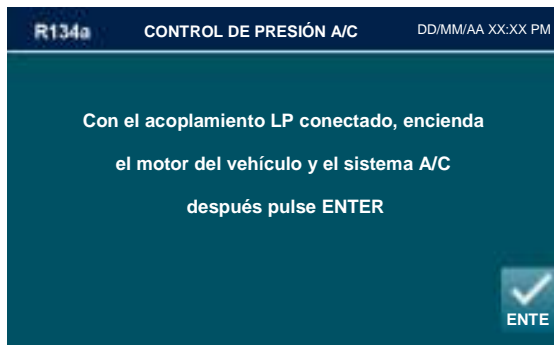 R134a CONTROL DE PRESIÓN A/C DD/MM/AA XX:XX PM
Con el acoplamiento LP conectado, encienda
el motor del vehículo y el sistema A/C
después pulse ENTER
ENTE